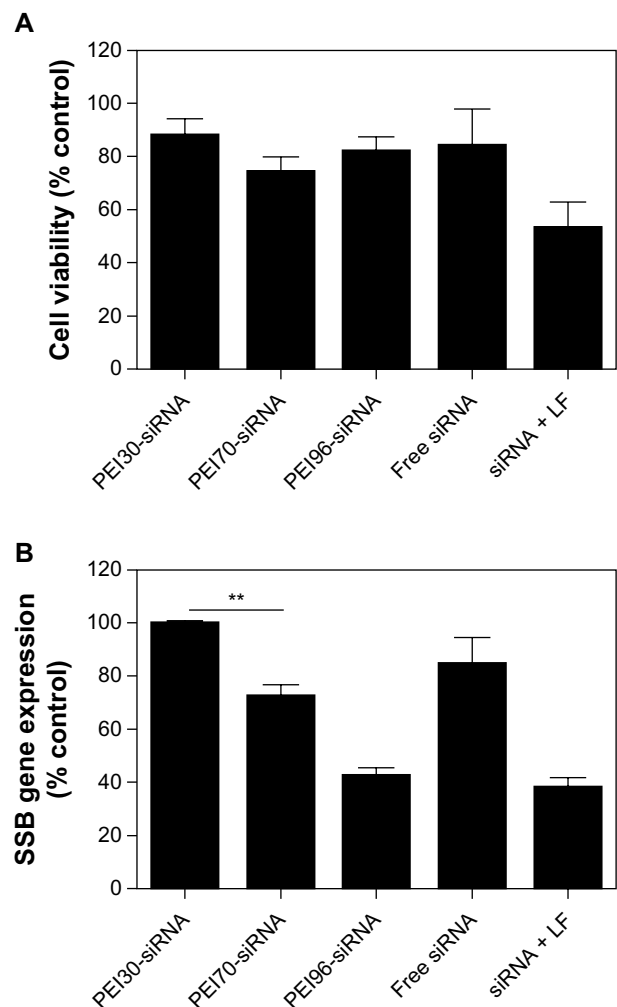 A
Cell viability (% control)
120
100
80
60
40
20
0
PEI30-siRNA
PEI70-siRNA
PEI96-siRNA
Free siRNA
siRNA + LF
B
SSB gene expression
(% control)
120
100
80
60
40
20
0
**
PEI30-siRNA
PEI70-siRNA
PEI96-siRNA
Free siRNA
siRNA + LF